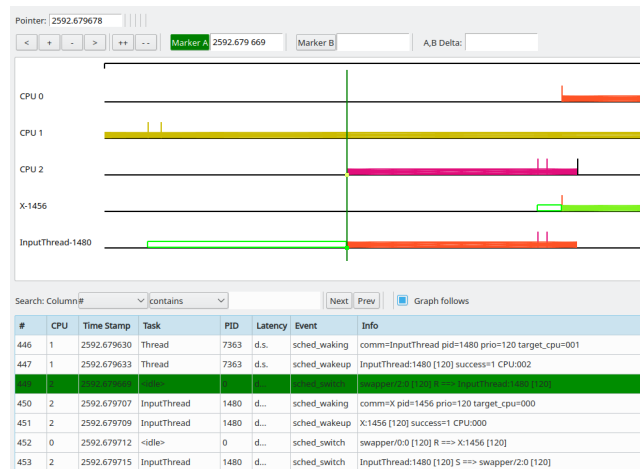 Pointer: 2592.679678
< + - > ++ -- Marker A 2592.679 669 Marker B A,B Delta:
CPU 0
CPU 1
CPU 2
X-1456
InputThread-1480
Search: Column # contains Next Prev Graph follows
# CPU Time Stamp Task PID Latency Event Info
446 1 2592.679630 Thread 7363 d.s. sched_waking comm=InputThread pid=1480 prio=120 target_cpu=001
447 1 2592.679633 Thread 7363 d.s. sched_wakeup InputThread:1480 [120] success=1 CPU:002
449 2 2592.679669 <idle> 0 d... sched_switch swapper/2:0 [120] R ==> InputThread:1480 [120]
450 2 2592.679707 InputThread 1480 d... sched_waking comm=X pid=1456 prio=120 target_cpu=000
451 2 2592.679709 InputThread 1480 d... sched_wakeup X:1456 [120] success=1 CPU:000
452 0 2592.679712 <idle> 0 d... sched_switch swapper/0:0 [120] R ==> X:1456 [120]
453 2 2592.679715 InputThread 1480 d... sched_switch InputThread:1480 [120] S ==> swapper/2:0 [120]